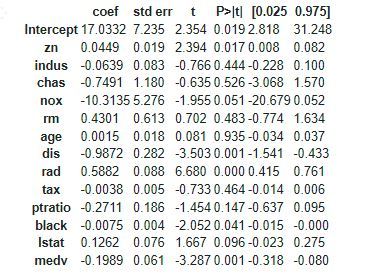 coef std err t P>|t| [0.025 0.975]
Intercept 17.0332 7.235 2.354 0.019 2.818 31.248
zn 0.0449 0.019 2.394 0.017 0.008 0.082
indus -0.0639 0.083 -0.766 0.444 -0.228 0.100
chas -0.7491 1.180 -0.635 0.526 -3.068 1.570
nox -10.3135 5.276 -1.955 0.051 -20.679 0.052
rm 0.4301 0.613 0.702 0.483 -0.774 1.634
age 0.0015 0.018 0.081 0.935 -0.034 0.037
dis -0.9872 0.282 -3.503 0.001 -1.541 -0.433
rad 0.5882 0.088 6.680 0.000 0.415 0.761
tax -0.0038 0.005 -0.733 0.464 -0.014 0.006
ptratio -0.2711 0.186 -1.454 0.147 -0.637 0.095
black -0.0075 0.004 -2.052 0.041 -0.015 -0.000
lstat 0.1262 0.076 1.667 0.096 -0.023 0.275
medv -0.1989 0.061 -3.287 0.001 -0.318 -0.080